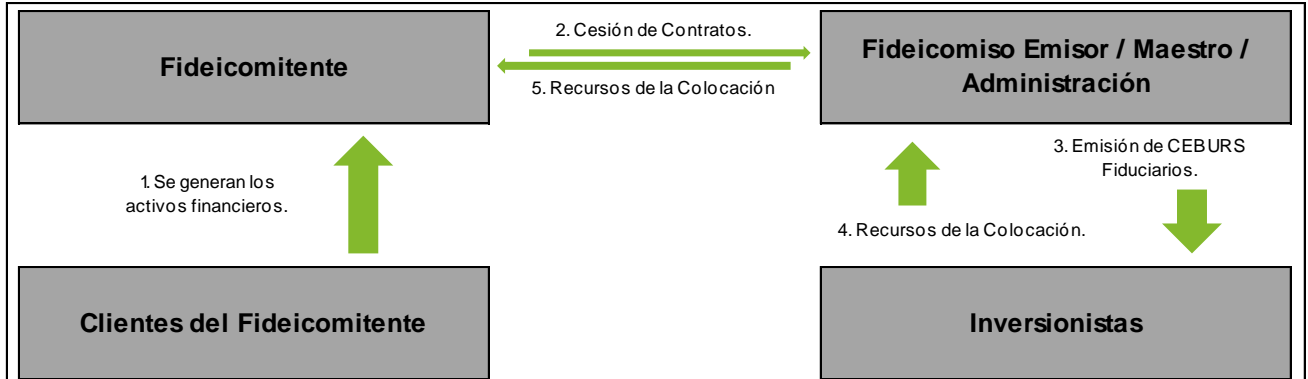 Fideicomitente
2. Cesión de Contratos.
5. Recursos de la Colocación
Fideicomiso Emisor / Maestro /
Administración
1. Se generan los
activos financieros.
3. Emisión de CEBURS
Fiduciarios.
4. Recursos de la Colocación.
Clientes del Fideicomitente
Inversionistas